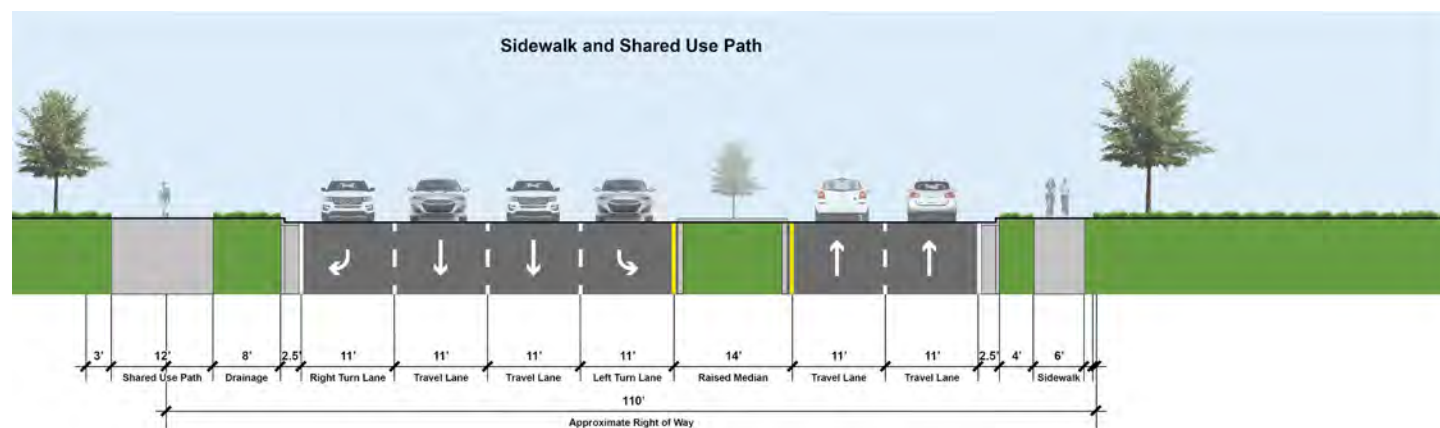 Sidewalk and Shared Use Path
3' 12' 8' 2.5' 11' 11' 11' 11' 14' 11' 11' 2.5' 4' 6'
Shared Use Path Drainage Right Turn Lane Travel Lane Travel Lane Left Turn Lane Raised Median Travel Lane Travel Lane Sidewalk
110'
Approximate Right of Way